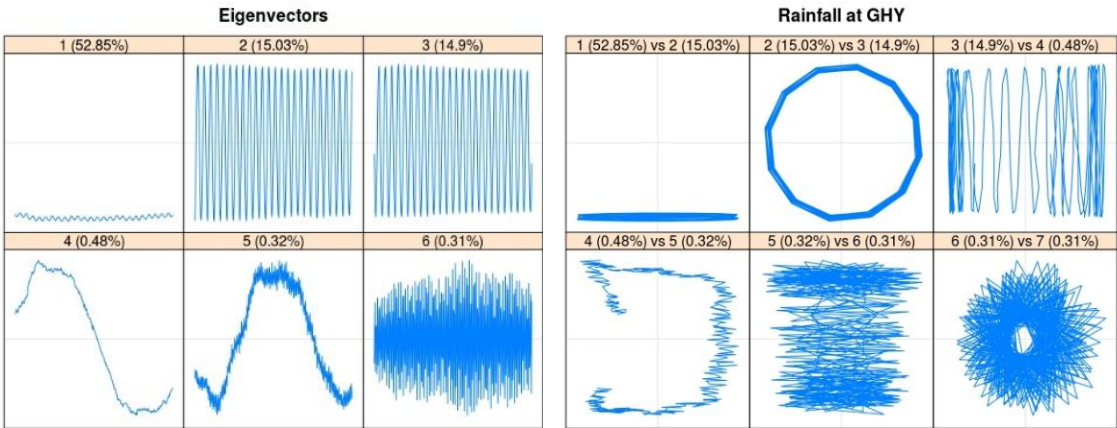 Eigenvectors
1 (52.85%)
2 (15.03%)
3 (14.9%)
4 (0.48%)
5 (0.32%)
6 (0.31%)
Rainfall at GHY
1 (52.85%) vs 2 (15.03%)
2 (15.03%) vs 3 (14.9%)
3 (14.9%) vs 4 (0.48%)
4 (0.48%) vs 5 (0.32%)
5 (0.32%) vs 6 (0.31%)
6 (0.31%) vs 7 (0.31%)